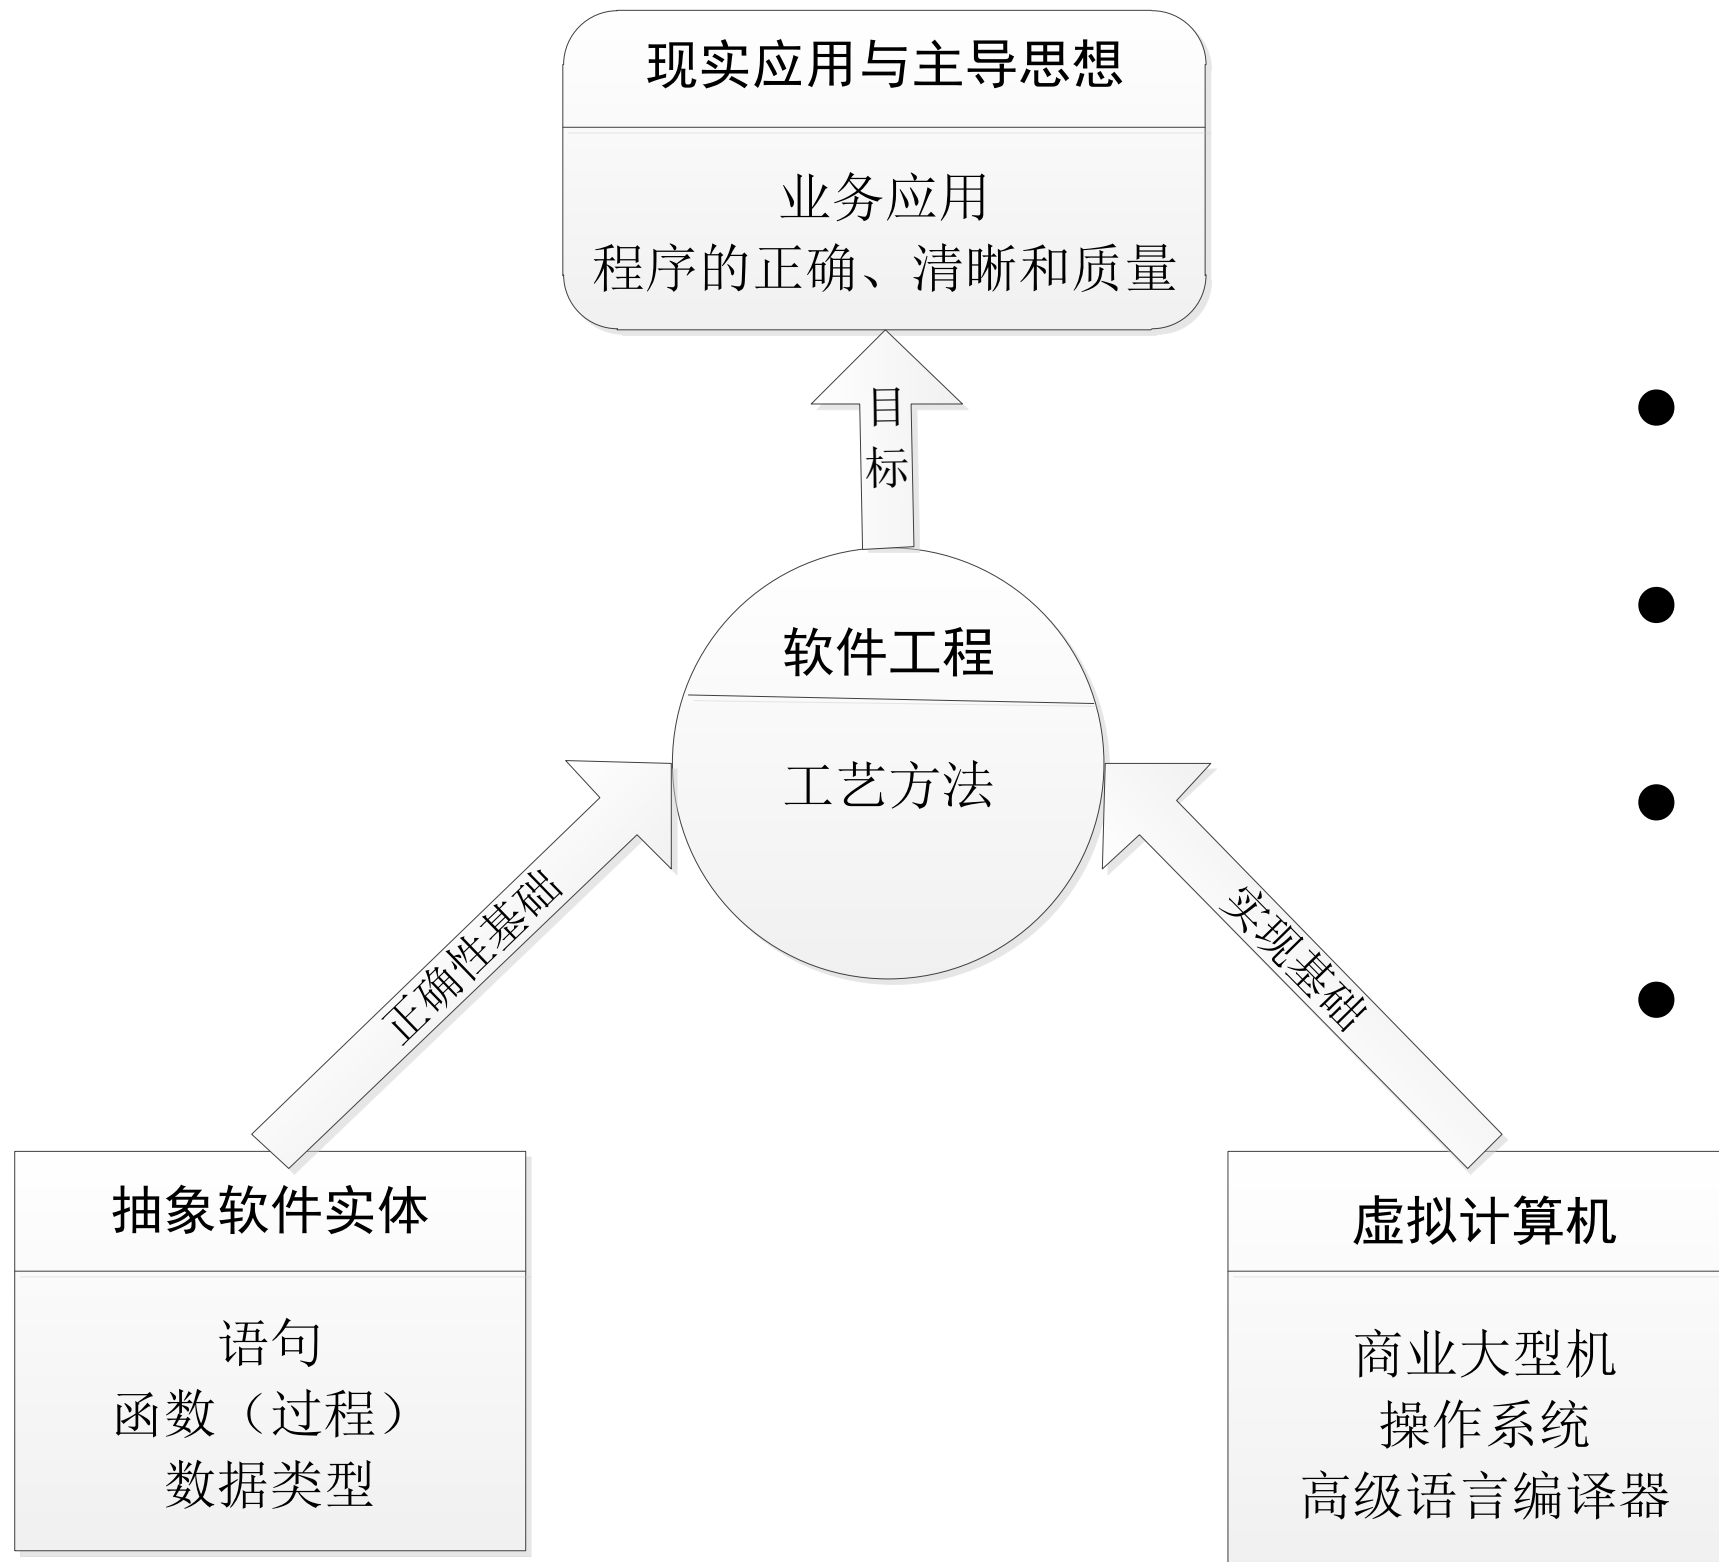 现实应用与主导思想
业务应用
程序的正确、清晰和质量
目
标
软件工程
工艺方法
正确性基础
实现基础
抽象软件实体
语句
函数（过程）
数据类型
虚拟计算机
商业大型机
操作系统
高级语言编译器